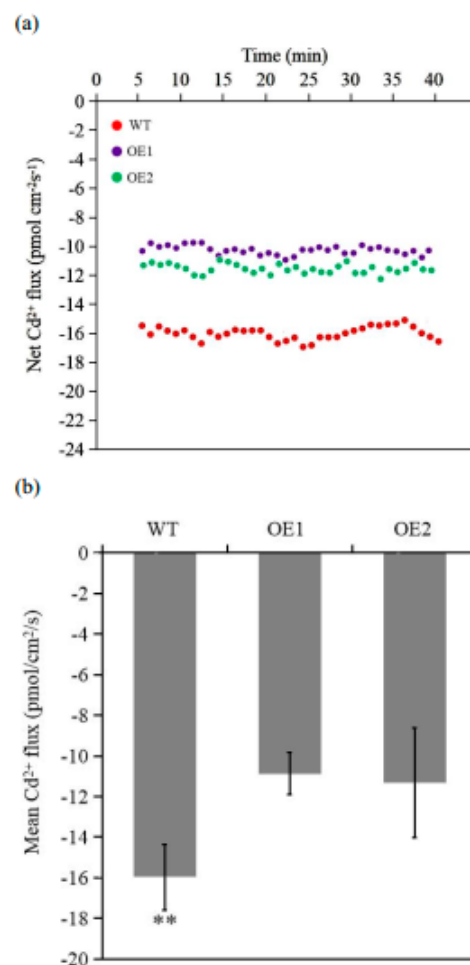 (a)
Time (min)
0 5 10 15 20 25 30 35 40
0
-2
-4
-6
-8
-10
-12
-14
-16
-18
-20
-22
-24
Net Cd²⁺ flux (pmol cm⁻²s⁻¹)
WT
OE1
OE2
(b)
WT OE1 OE2
0
-2
-4
-6
-8
-10
-12
-14
-16
-18
-20
Mean Cd²⁺ flux (pmol/cm²/s)
**